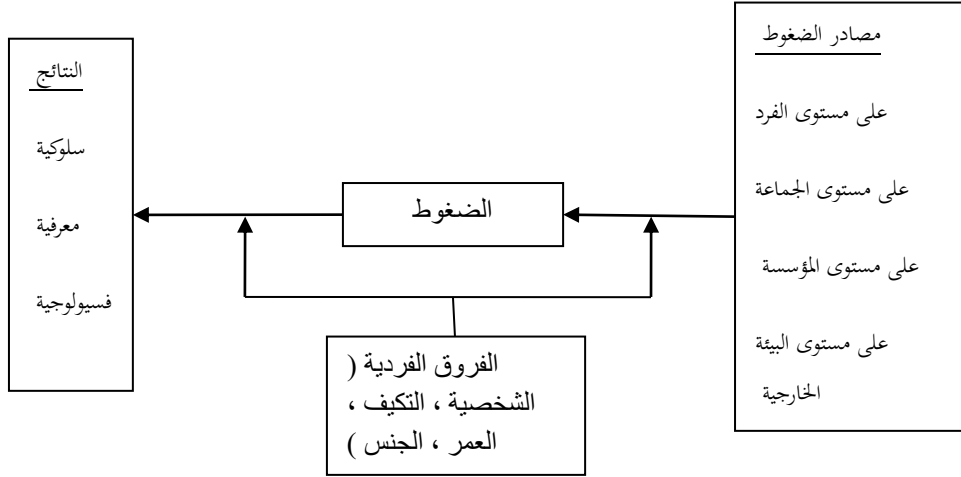 مصادر الضغوط
على مستوى الفرد
على مستوى الجماعة
على مستوى المؤسسة
على مستوى البيئة
الخارجية
الضغوط
النتائج
سلوكية
معرفية
فسيولوجية
الفروق الفردية (
الشخصية ، التكيف ،
العمر ، الجنس )